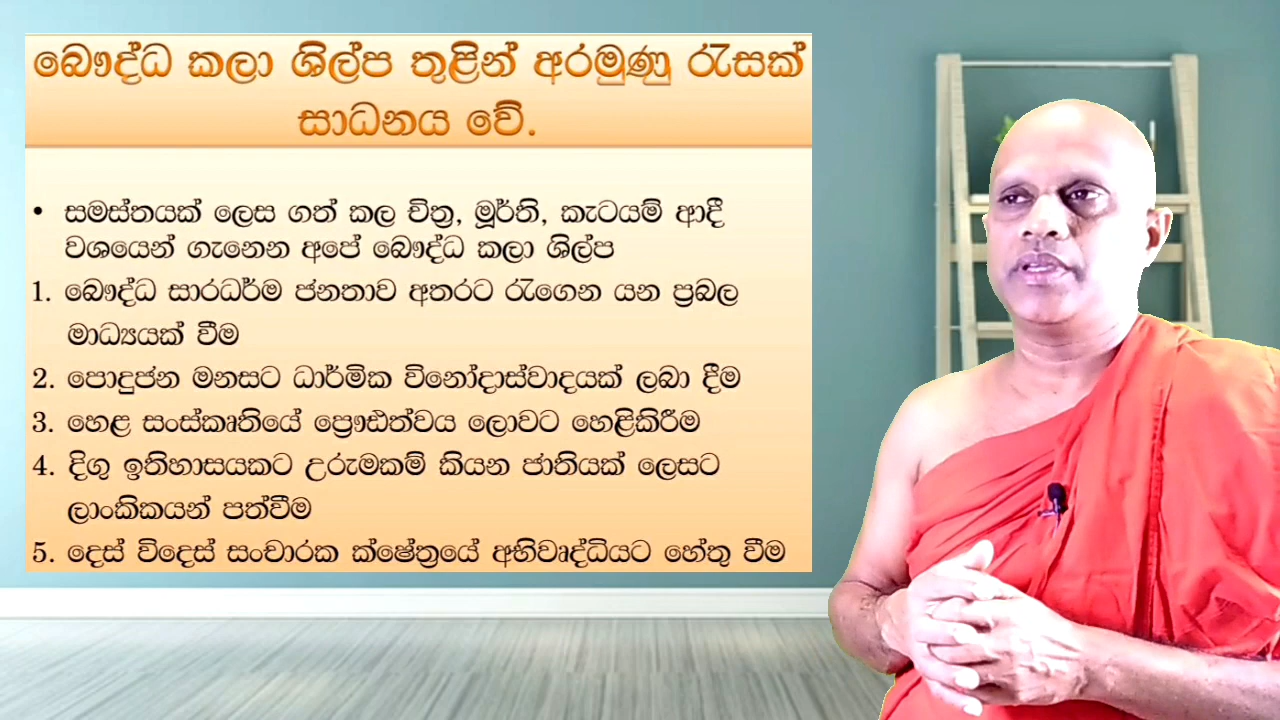 බෞද්ධ කලා ශිල්ප තුළින් අරමුණු රැසක්
සාධනය වේ.
• සමස්තයක් ලෙස ගත් කල චිත්‍ර, මූර්ති, කැටයම් ආදී
වශයෙන් ගැනෙන අපේ බෞද්ධ කලා ශිල්ප
1. බෞද්ධ සාරධර්ම ජනතාව අතරට රැගෙන යන ප්‍රබල
මාධ්‍යයක් වීම
2. පොදුජන මනසට ධාර්මික විනෝදාස්වාදයක් ලබා දීම
3. හෙළ සංස්කෘතියේ ප්‍රෞඪත්වය ලොවට හෙළිකිරීම
4. දිගු ඉතිහාසයකට උරුමකම් කියන ජාතියක් ලෙසට
ලාංකිකයන් පත්වීම
5. දෙස් විදෙස් සංචාරක ක්ෂේත්‍රයේ අභිවෘද්ධියට හේතු වීම